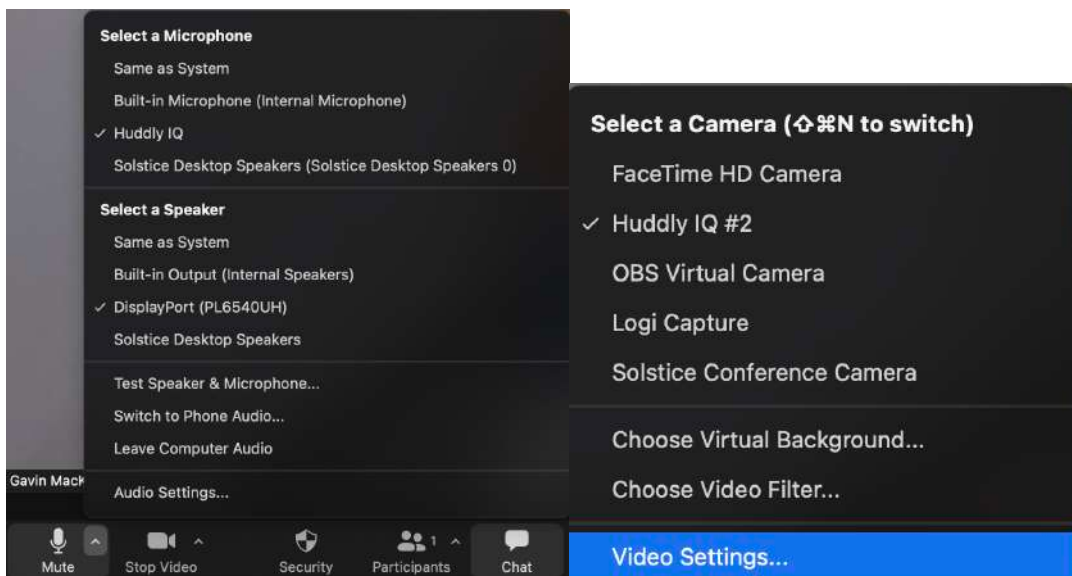 Select a Microphone
Same as System
Built-in Microphone (Internal Microphone)
✓ Huddly IQ
Solstice Desktop Speakers (Solstice Desktop Speakers 0)
Select a Speaker
Same as System
Built-in Output (Internal Speakers)
✓ DisplayPort (PL6540UH)
Solstice Desktop Speakers
Test Speaker & Microphone...
Switch to Phone Audio...
Leave Computer Audio
Audio Settings...
Gavin Mack
Mute
Stop Video
Security
1
Participants
Chat
Select a Camera (⇧⌘N to switch)
FaceTime HD Camera
✓ Huddly IQ #2
OBS Virtual Camera
Logi Capture
Solstice Conference Camera
Choose Virtual Background...
Choose Video Filter...
Video Settings...